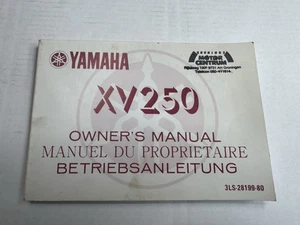 YAMAHA
MOTOR
CENTRUM
XV250
OWNER'S MANUAL
MANUEL DU PROPRIETAIRE
BETRIEBSANLEITUNG
3LS-28199-80